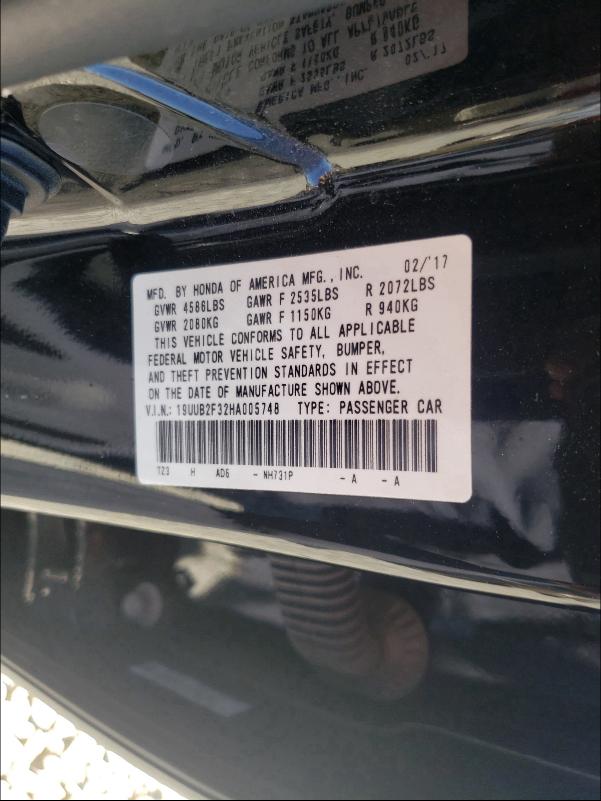 MFD. BY HONDA OF AMERICA MFG., INC. 02/'17
GVWR 4586LBS GAWR F 2535LBS R 2072LBS
GVWR 2080KG GAWR F 1150KG R 940KG
THIS VEHICLE CONFORMS TO ALL APPLICABLE
FEDERAL MOTOR VEHICLE SAFETY, BUMPER,
AND THEFT PREVENTION STANDARDS IN EFFECT
ON THE DATE OF MANUFACTURE SHOWN ABOVE.
V.I.N.: 19UUB2F32HA005748 TYPE: PASSENGER CAR
T23 H AD6 - NH731P - A - A